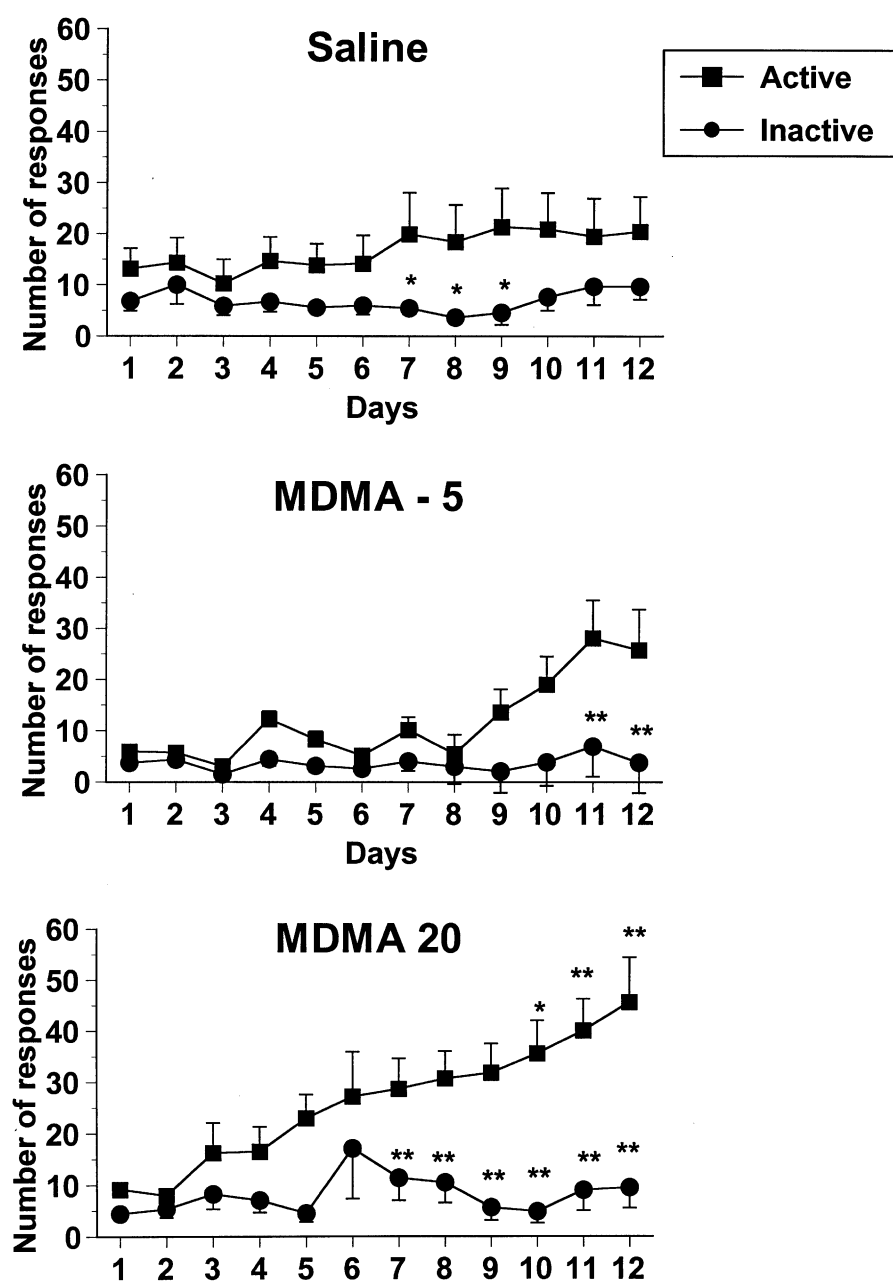 Saline
Active
Inactive
Number of responses
60
50
40
30
20
10
0
*
*
*
1 2 3 4 5 6 7 8 9 10 11 12
Days
MDMA - 5
Number of responses
60
50
40
30
20
10
0
**
**
1 2 3 4 5 6 7 8 9 10 11 12
Days
MDMA 20
Number of responses
60
50
40
30
20
10
0
**
**
*
** ** ** ** ** **
1 2 3 4 5 6 7 8 9 10 11 12